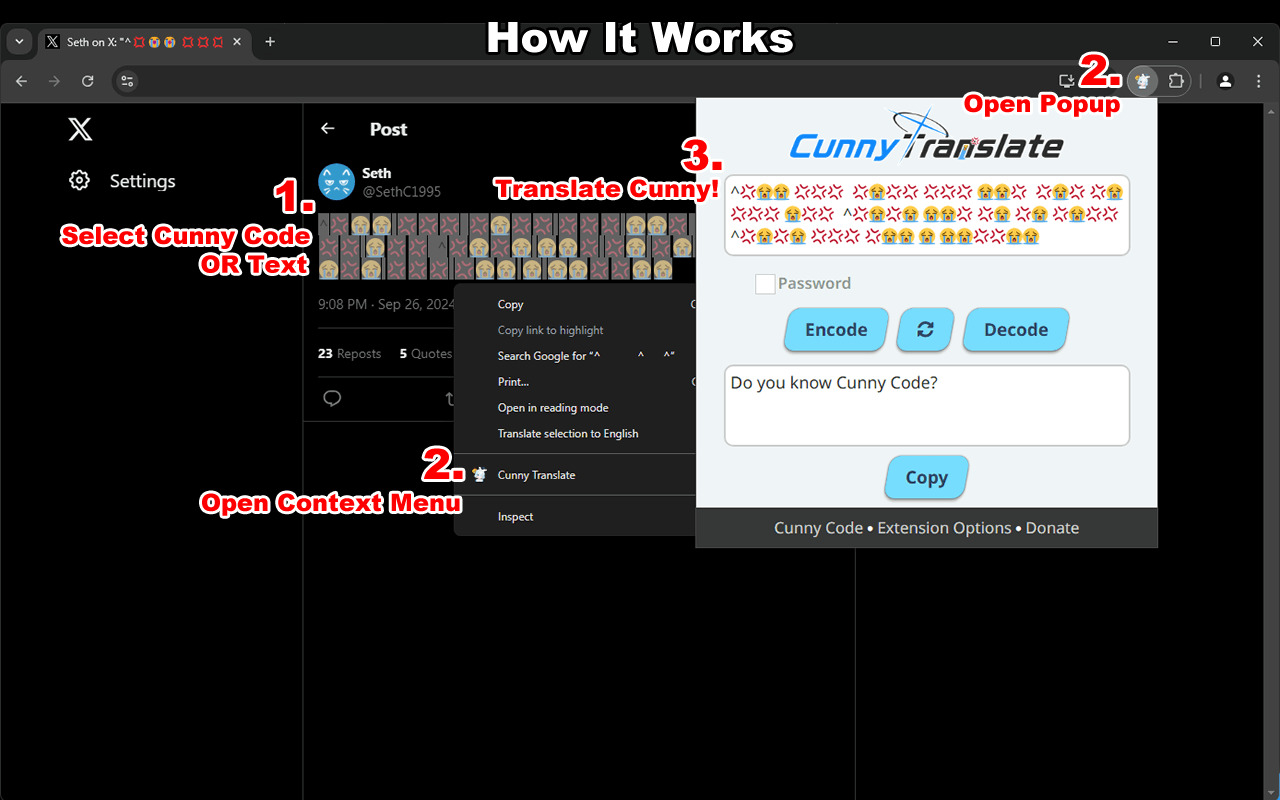 How It Works
Seth on X: "^💢😭😭 💢💢💢
2.
Open Popup
Post
Settings
Seth
@SethC1995
1.
Select Cunny Code
OR Text
9:08 PM · Sep 26, 2024
23 Reposts 5 Quotes
Copy
Copy link to highlight
Search Google for "^ ^ ^"
Print...
Open in reading mode
Translate selection to English
Cunny Translate
Inspect
2.
Open Context Menu
3.
Translate Cunny!
CunnyTranslate
^💢😭😭 💢💢💢 💢😭💢💢 💢💢💢 😭😭💢 💢😭💢 💢😭
💢💢💢 😭💢💢 ^💢😭💢😭 😭😭💢 💢😭 💢😭 💢😭💢💢
^💢😭💢😭 💢💢💢 💢😭😭 😭 😭😭💢💢😭😭
Password
Encode
Decode
Do you know Cunny Code?
Copy
Cunny Code • Extension Options • Donate